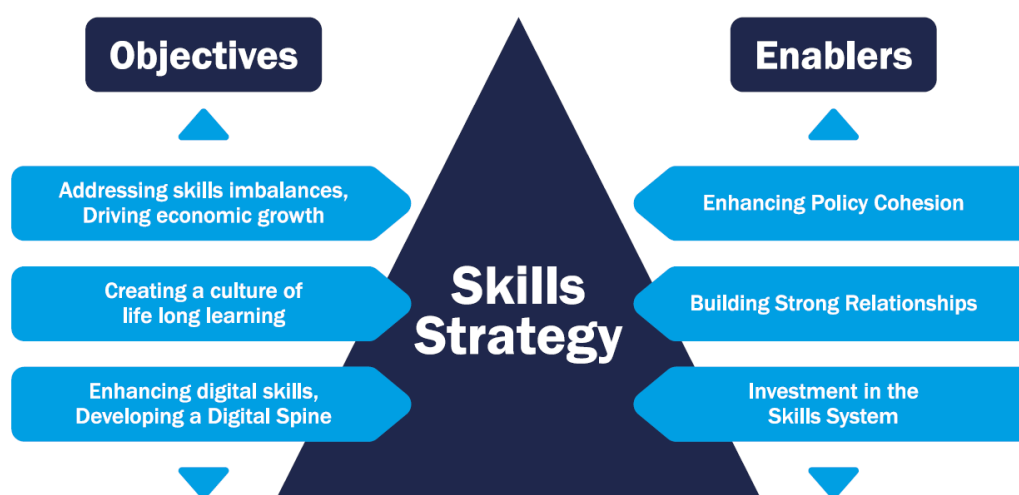 Objectives
Addressing skills imbalances,
Driving economic growth
Creating a culture of
life long learning
Enhancing digital skills,
Developing a Digital Spine
Skills
Strategy
Enablers
Enhancing Policy Cohesion
Building Strong Relationships
Investment in the
Skills System